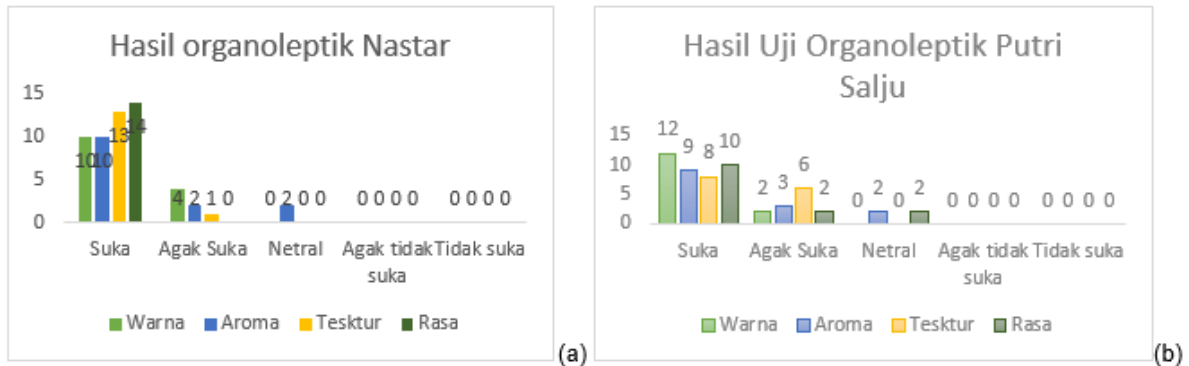 Hasil organoleptik Nastar
15
10
5
0
10 10 13 14
4 2 1 0
0 2 0 0
0 0 0 0
0 0 0 0
Suka Agak Suka Netral Agak tidak Tidak suka
suka
Warna Aroma Tesktur Rasa
(a)
Hasil Uji Organoleptik Putri
Salju
15
10
5
0
12 9 8 10
2 3 6 2
0 2 0 2
0 0 0 0
0 0 0 0
Suka Agak Suka Netral Agak tidak Tidak suka
suka
Warna Aroma Tesktur Rasa
(b)